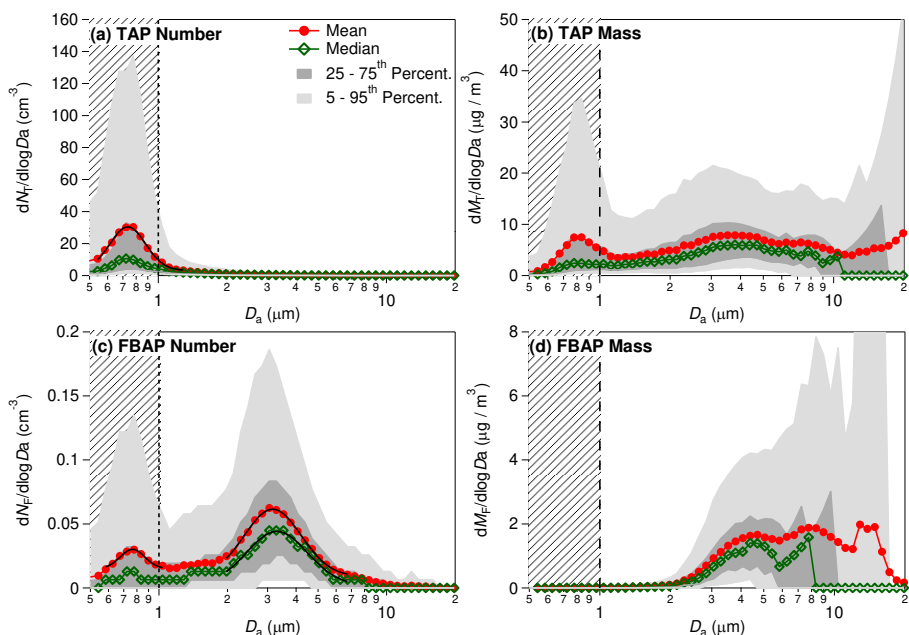 (a) TAP Number
Mean
Median
25 - 75th Percent.
5 - 95th Percent.
dN_T/dlogDa (cm-3)
160
140
120
100
80
60
40
20
0
5 6 7 8 9 1 2 3 4 5 6 7 8 9 10 2
Da (μm)
(b) TAP Mass
dM_T/dlogDa (μg / m3)
50
40
30
20
10
0
5 6 7 8 9 1 2 3 4 5 6 7 8 9 10 2
Da (μm)
(c) FBAP Number
dN_F/dlogDa (cm-3)
0.2
0.15
0.1
0.05
0
5 6 7 8 9 1 2 3 4 5 6 7 8 9 10 2
Da (μm)
(d) FBAP Mass
dM_F/dlogDa (μg / m3)
8
6
4
2
0
5 6 7 8 9 1 2 3 4 5 6 7 8 9 10 2
Da (μm)